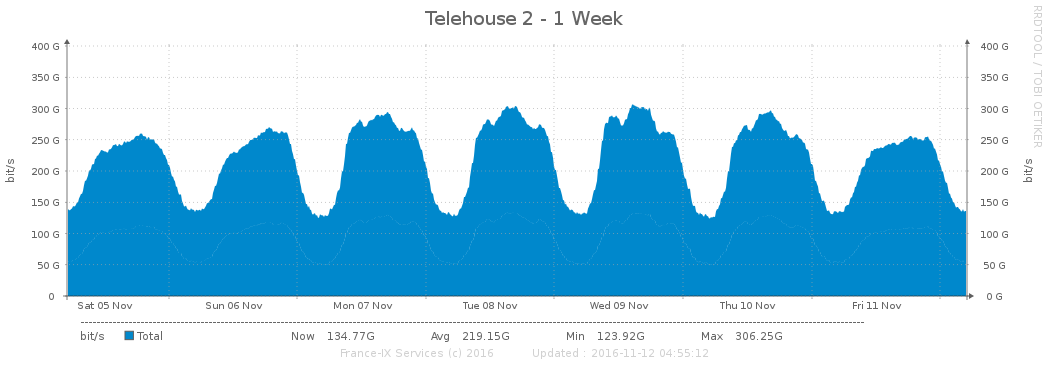 Telehouse 2 - 1 Week
RRDTOOL / TOBI OETIKER
bit/s
400 G 400 G
350 G 350 G
300 G 300 G
250 G 250 G
200 G 200 G
150 G 150 G
100 G 100 G
50 G 50 G
0 0 G
bit/s
Sat 05 Nov Sun 06 Nov Mon 07 Nov Tue 08 Nov Wed 09 Nov Thu 10 Nov Fri 11 Nov
bit/s Total Now 134.77G Avg 219.15G Min 123.92G Max 306.25G
France-IX Services (c) 2016 Updated : 2016-11-12 04:55:12